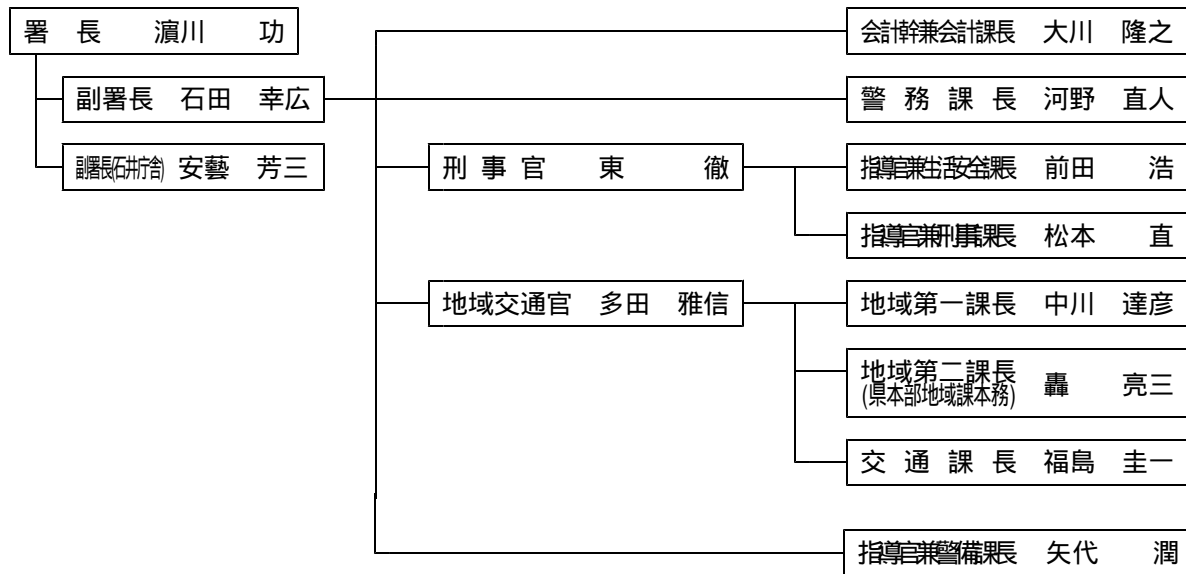 署長 濵川 功
副署長 石田 幸広
副署長(石井庁舎) 安藝 芳三
会計幹兼会計課長 大川 隆之
警務課長 河野 直人
刑事官 東 徹
指導官兼生活安全課長 前田 浩
指導官兼刑事課長 松本 直
地域交通官 多田 雅信
地域第一課長 中川 達彦
地域第二課長 轟 亮三
(県本部地域課本務)
交通課長 福島 圭一
指導官兼警備課長 矢代 潤